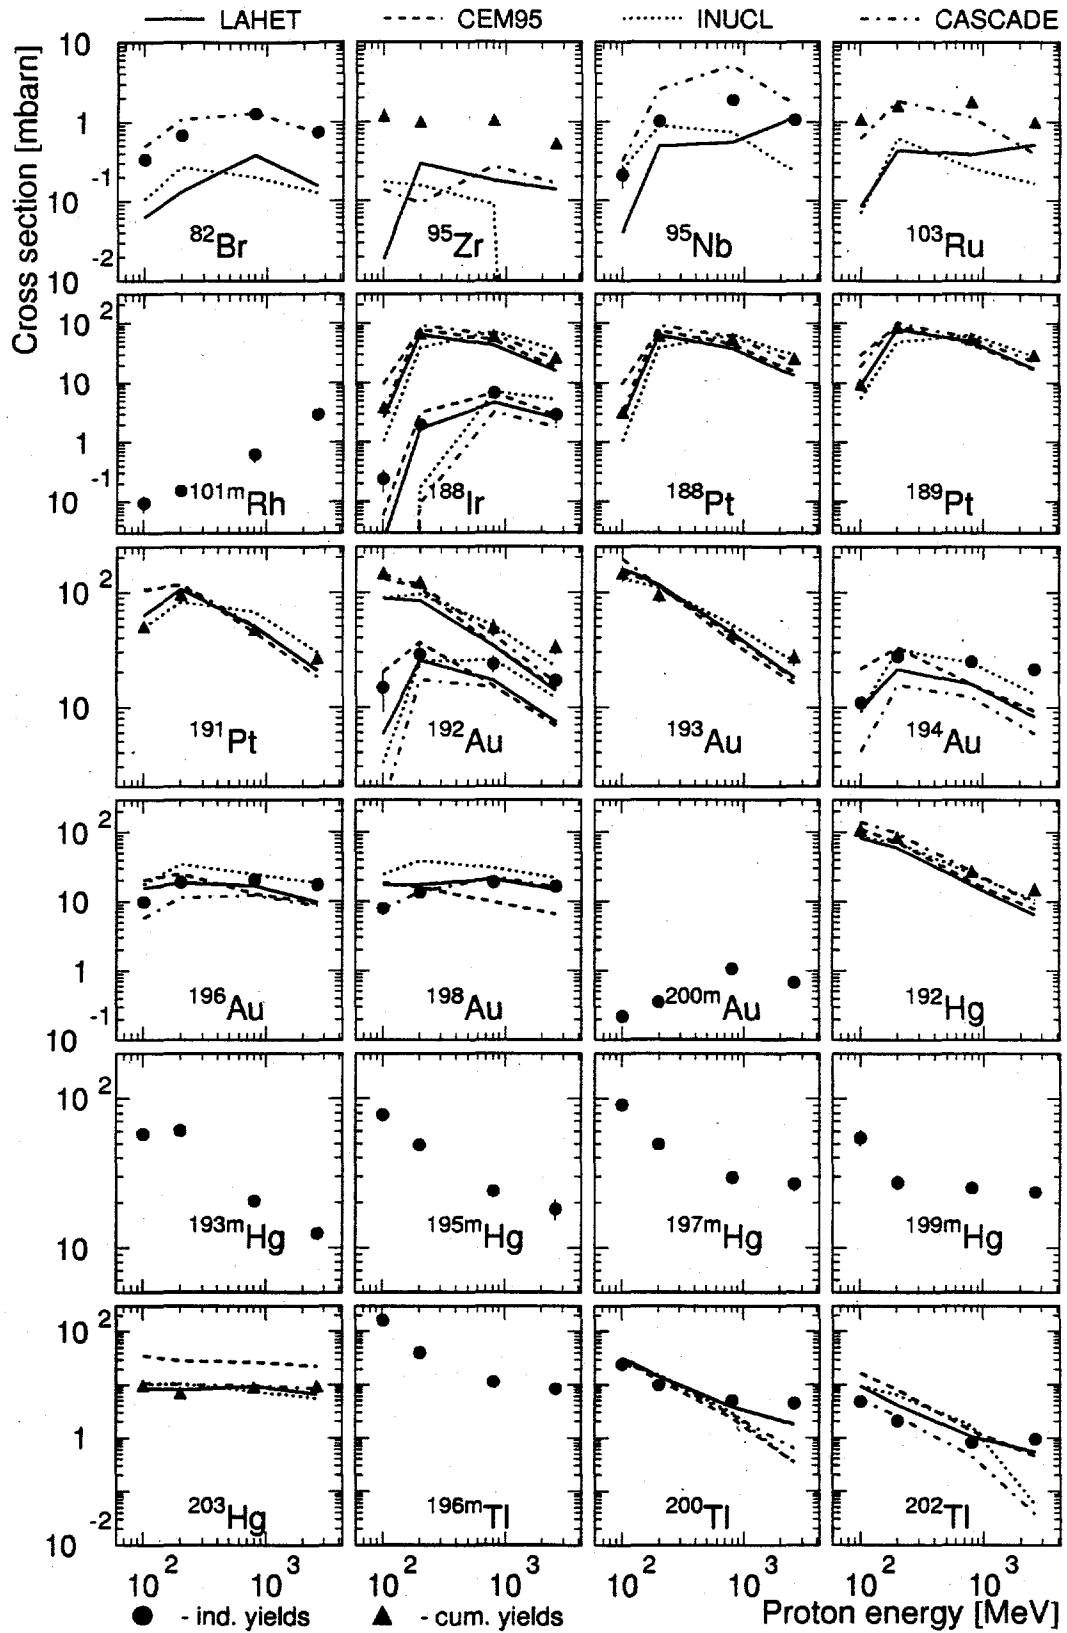 LAHET CEM95 INUCL CASCADE
Cross section [mbarn]
10
1
10 -1
10 -2
82Br 95Zr 95Nb 103Ru
10 2
10
1
10 -1
101mRh 188Ir 188Pt 189Pt
10 2
10
191Pt 192Au 193Au 194Au
10 2
10
1
10 -1
196Au 198Au 200mAu 192Hg
10 2
10
193mHg 195mHg 197mHg 199mHg
10 2
1
10 -2
203Hg 196mTl 200Tl 202Tl
10 2 10 3 10 2 10 3 10 2 10 3 10 2 10 3
- ind. yields - cum. yields Proton energy [MeV]